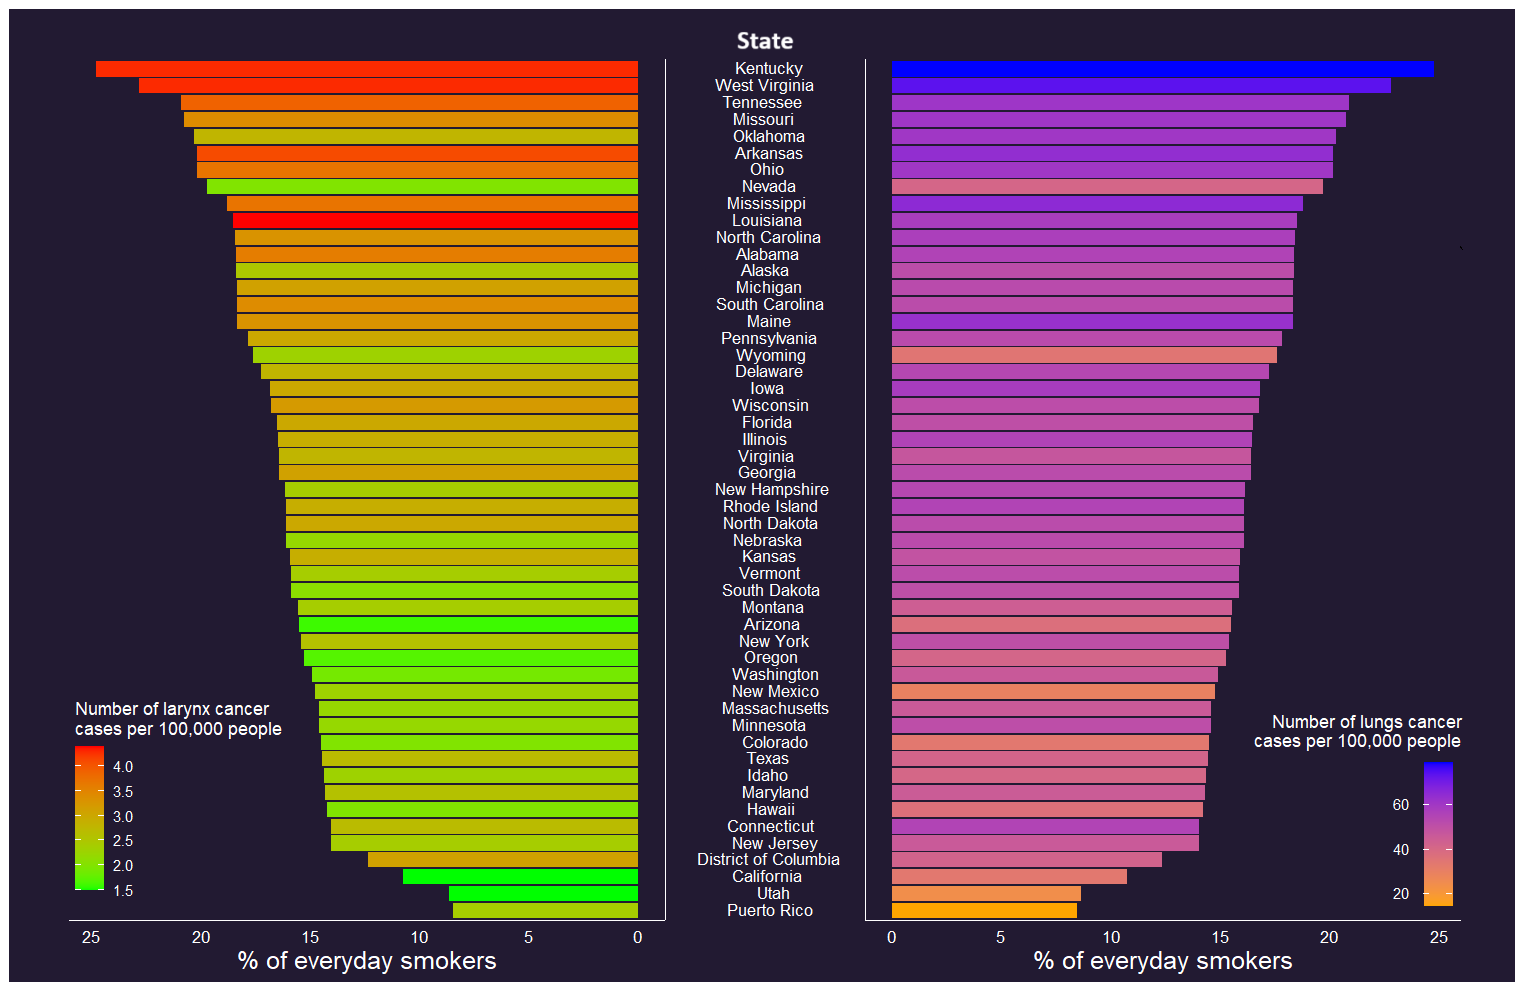 State
Kentucky
West Virginia
Tennessee
Missouri
Oklahoma
Arkansas
Ohio
Nevada
Mississippi
Louisiana
North Carolina
Alabama
Alaska
Michigan
South Carolina
Maine
Pennsylvania
Wyoming
Delaware
Iowa
Wisconsin
Florida
Illinois
Virginia
Georgia
New Hampshire
Rhode Island
North Dakota
Nebraska
Kansas
Vermont
South Dakota
Montana
Arizona
New York
Oregon
Washington
New Mexico
Massachusetts
Minnesota
Colorado
Texas
Idaho
Maryland
Hawaii
Connecticut
New Jersey
District of Columbia
California
Utah
Puerto Rico
Number of larynx cancer
cases per 100,000 people
4.0
3.5
3.0
2.5
2.0
1.5
25 20 15 10 5 0
% of everyday smokers
Number of lungs cancer
cases per 100,000 people
60
40
20
0 5 10 15 20 25
% of everyday smokers